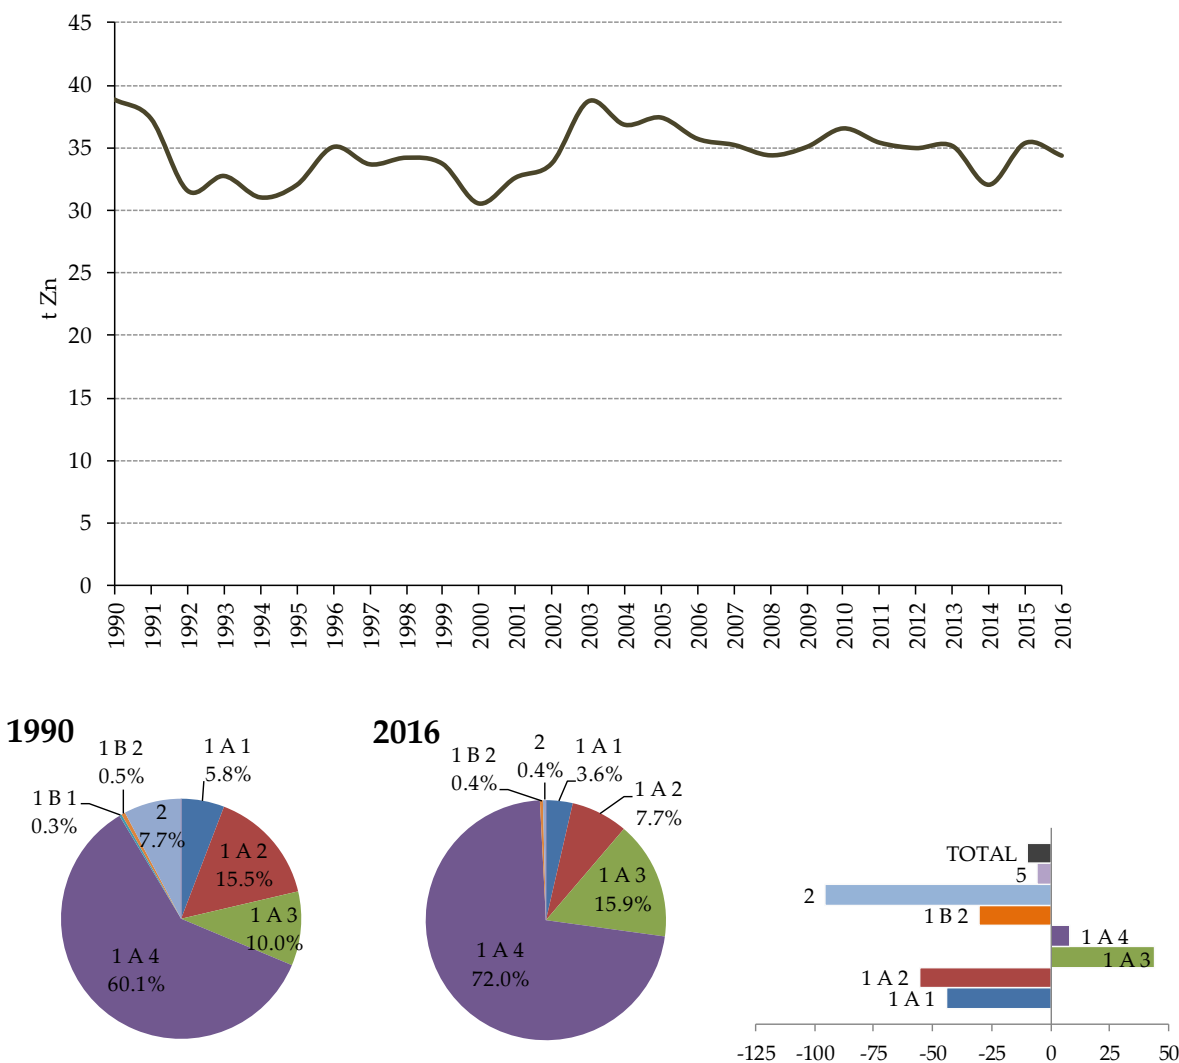 45
40
35
30
25
20
15
10
5
0
t Zn
1990
1991
1992
1993
1994
1995
1996
1997
1998
1999
2000
2001
2002
2003
2004
2005
2006
2007
2008
2009
2010
2011
2012
2013
2014
2015
2016
1990
1 B 2
0.5%
1 A 1
5.8%
1 B 1
0.3%
2
7.7%
1 A 2
15.5%
1 A 3
10.0%
1 A 4
60.1%
2016
1 B 2
0.4%
2
0.4%
1 A 1
3.6%
1 A 2
7.7%
1 A 3
15.9%
1 A 4
72.0%
TOTAL
5
2
1 B 2
1 A 4
1 A 3
1 A 2
1 A 1
-125 -100 -75 -50 -25 0 25 50